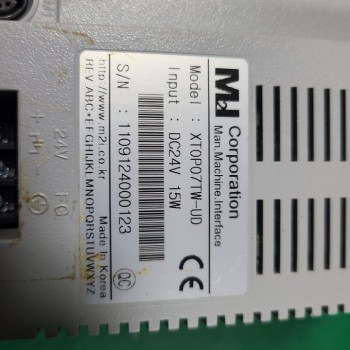 M2I Corporation
Man.Machine.Interface
Model : XTOP07TW-UD
Input : DC24V 15W
S/N : 1109124000123
QC
http://www.m2i.co.kr Made In Korea
REV ABC*EFGHIJKLMNOPQRSTUVWXYZ
CE
24V FG